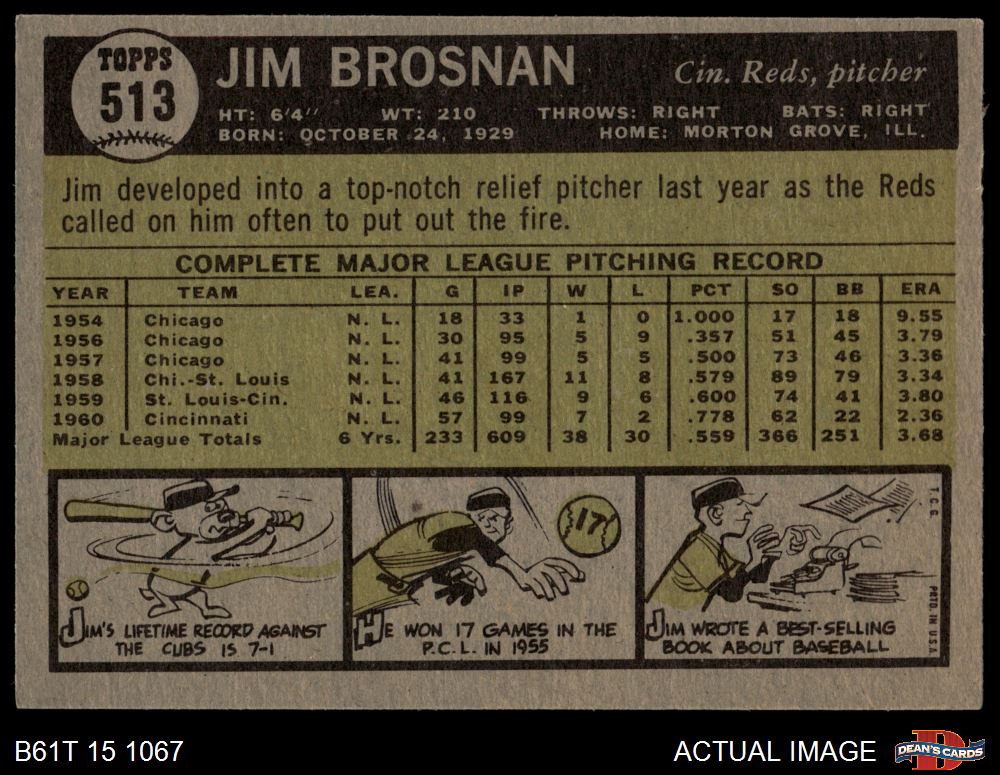 TOPPS
513
JIM BROSNAN
Cin. Reds, pitcher
HT: 6'4" WT: 210 THROWS: RIGHT BATS: RIGHT
BORN: OCTOBER 24, 1929 HOME: MORTON GROVE, ILL.
Jim developed into a top-notch relief pitcher last year as the Reds
called on him often to put out the fire.
COMPLETE MAJOR LEAGUE PITCHING RECORD
YEAR TEAM LEA. G IP W L PCT SO BB ERA
1954 Chicago N. L. 18 33 1 0 1.000 17 18 9.55
1956 Chicago N. L. 30 95 5 9 .357 51 45 3.79
1957 Chicago N. L. 41 99 5 5 .500 73 46 3.36
1958 Chi.-St. Louis N. L. 41 167 11 8 .579 89 79 3.34
1959 St. Louis-Cin. N. L. 46 116 9 6 .600 74 41 3.80
1960 Cincinnati N. L. 57 99 7 2 .778 62 22 2.36
Major League Totals 6 Yrs. 233 609 38 30 .559 366 251 3.68
JIM'S LIFETIME RECORD AGAINST
THE CUBS IS 7-1
17
HE WON 17 GAMES IN THE
P.C.L. IN 1955
JIM WROTE A BEST-SELLING
BOOK ABOUT BASEBALL
T.C.G.
PRTD. IN U.S.A.
B61T 15 1067
ACTUAL IMAGE
DEAN'S CARDS